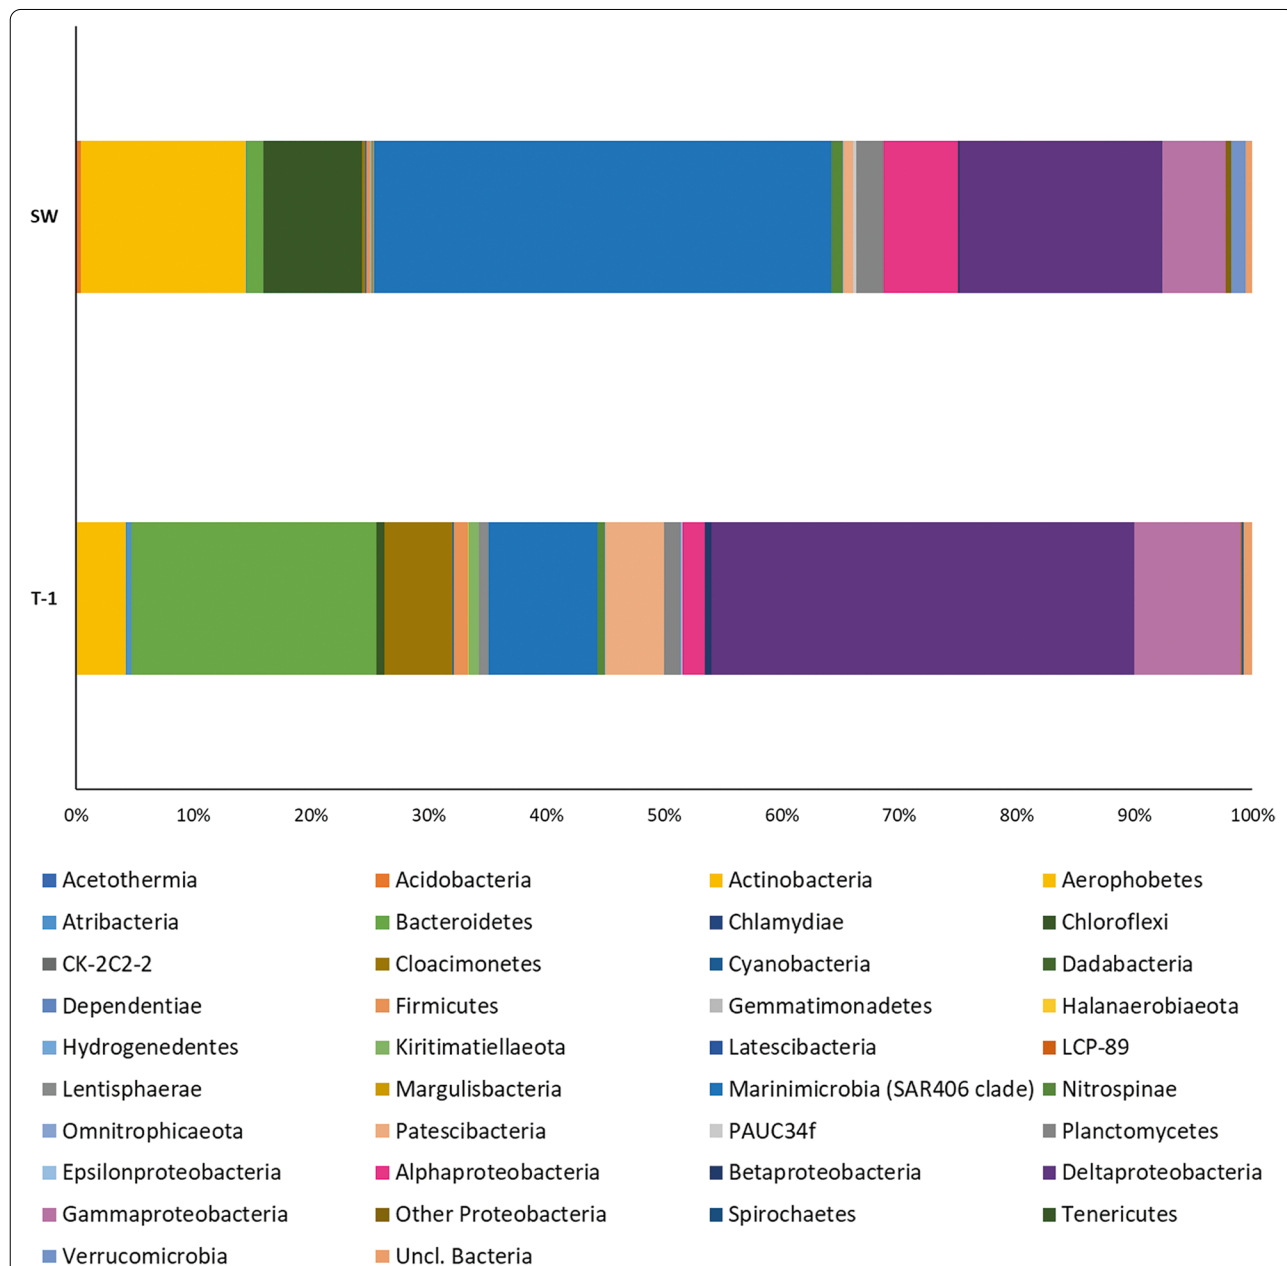 SW
T-1
0% 10% 20% 30% 40% 50% 60% 70% 80% 90% 100%
Acetothermia Acidobacteria Actinobacteria Aerophobetes
Atribacteria Bacteroidetes Chlamydiae Chloroflexi
CK-2C2-2 Cloacimonetes Cyanobacteria Dadabacteria
Dependentiae Firmicutes Gemmatimonadetes Halanaerobiaeota
Hydrogenedentes Kiritimatiellaeota Latescibacteria LCP-89
Lentisphaerae Margulisbacteria Marinimicrobia (SAR406 clade) Nitrospinae
Omnitrophicaeota Patescibacteria PAUC34f Planctomycetes
Epsilonproteobacteria Alphaproteobacteria Betaproteobacteria Deltaproteobacteria
Gammaproteobacteria Other Proteobacteria Spirochaetes Tenericutes
Verrucomicrobia Uncl. Bacteria